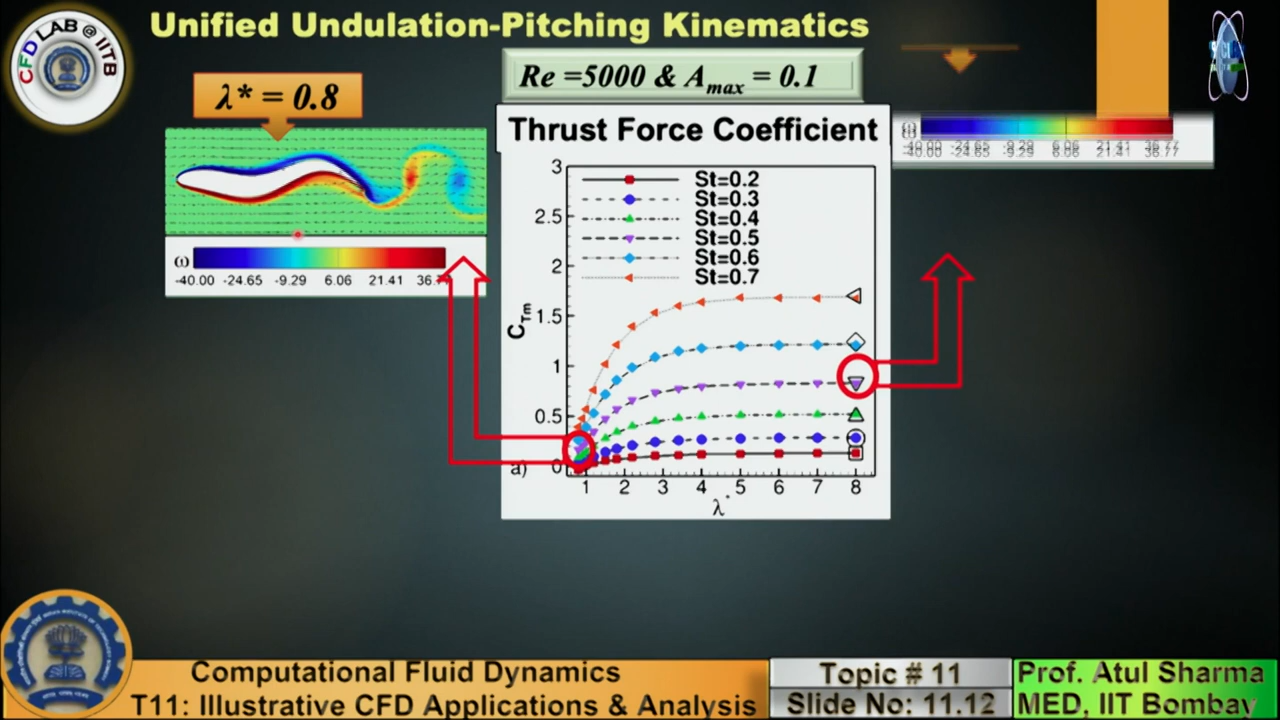 Unified Undulation-Pitching Kinematics
CFD LAB @ IITB
Re =5000 & Amax = 0.1
λ* = 0.8
Thrust Force Coefficient
ω
-40.00 -24.65 -9.29 6.06 21.41 36.77
ω
-40.00 -24.65 -9.29 6.06 21.41 36.77
3
2.5
2
1.5
1
0.5
0
CTm
St=0.2
St=0.3
St=0.4
St=0.5
St=0.6
St=0.7
a)
1 2 3 4 5 6 7 8
λ*
Computational Fluid Dynamics
T11: Illustrative CFD Applications & Analysis
Topic # 11
Slide No: 11.12
Prof. Atul Sharma
MED, IIT Bombay